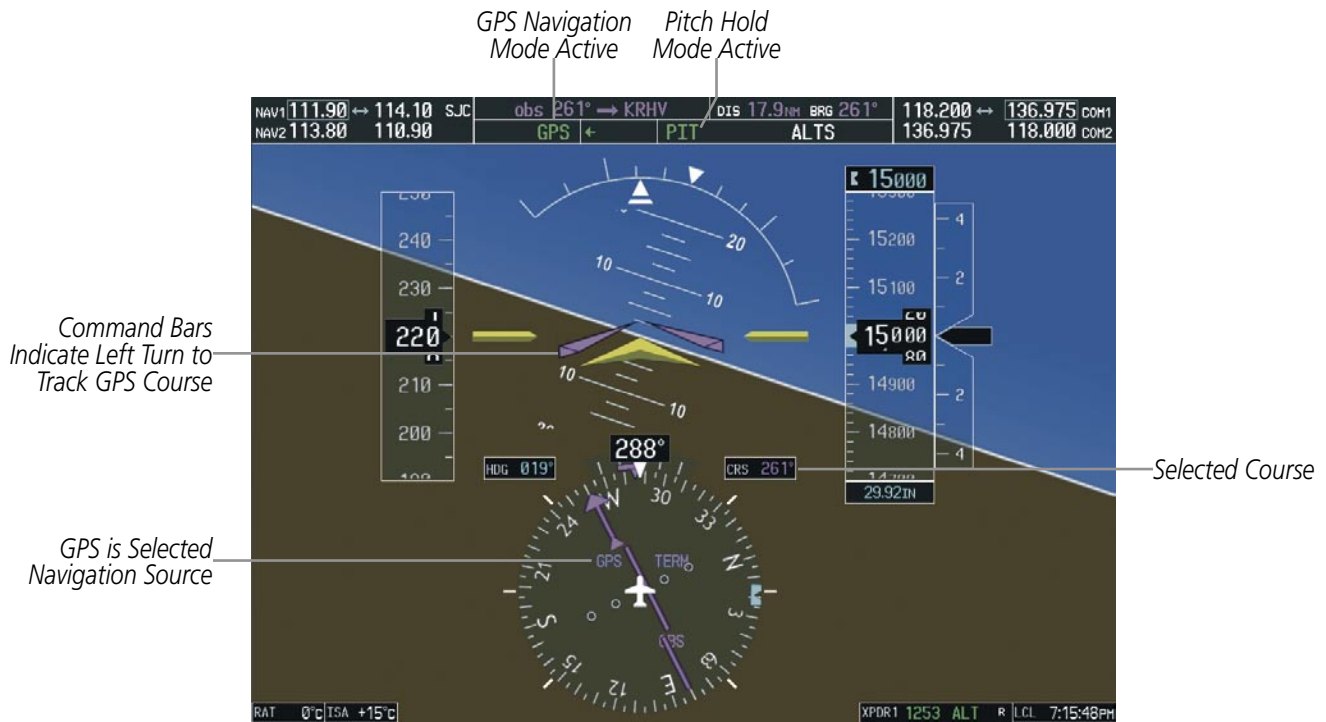 GPS Navigation
Mode Active
Pitch Hold
Mode Active
NAV1 111.90 ↔ 114.10 SJC
NAV2 113.80 110.90
obs 261° → KRHV
DIS 17.9NM BRG 261°
118.200 ↔ 136.975 COM1
136.975 118.000 COM2
GPS ← PIT ALTS
15000
240
230
220
210
200
20
10
10
10
10
4
2
2
4
15200
15100
20
15000
80
14900
14800
29.92IN
Command Bars
Indicate Left Turn to
Track GPS Course
288°
HDG 019°
CRS 261°
Selected Course
GPS is Selected
Navigation Source
24
W
30
33
N
3
E
12
15
S
21
GPS
TERM
OBS
RAT 0°C ISA +15°C
XPDR1 1253 ALT R LCL 7:15:48PM